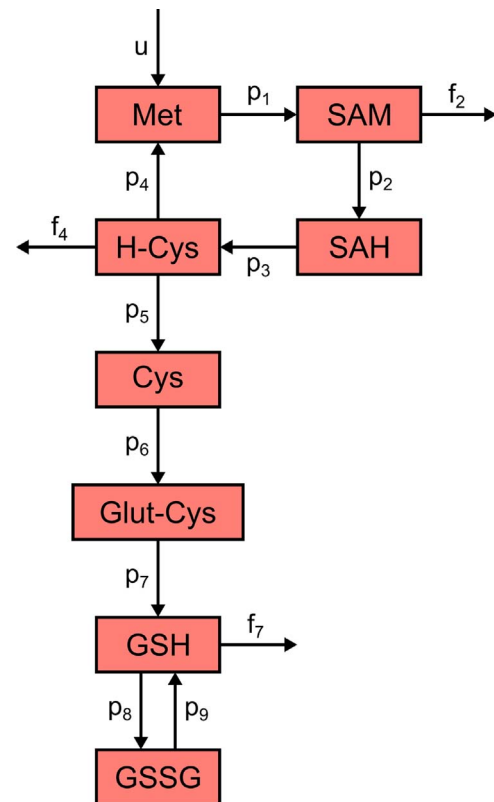 u
Met
p₁
SAM
f₂
p₄
p₂
f₄
H-Cys
p₃
SAH
p₅
Cys
p₆
Glut-Cys
p₇
GSH
f₇
p₈
p₉
GSSG